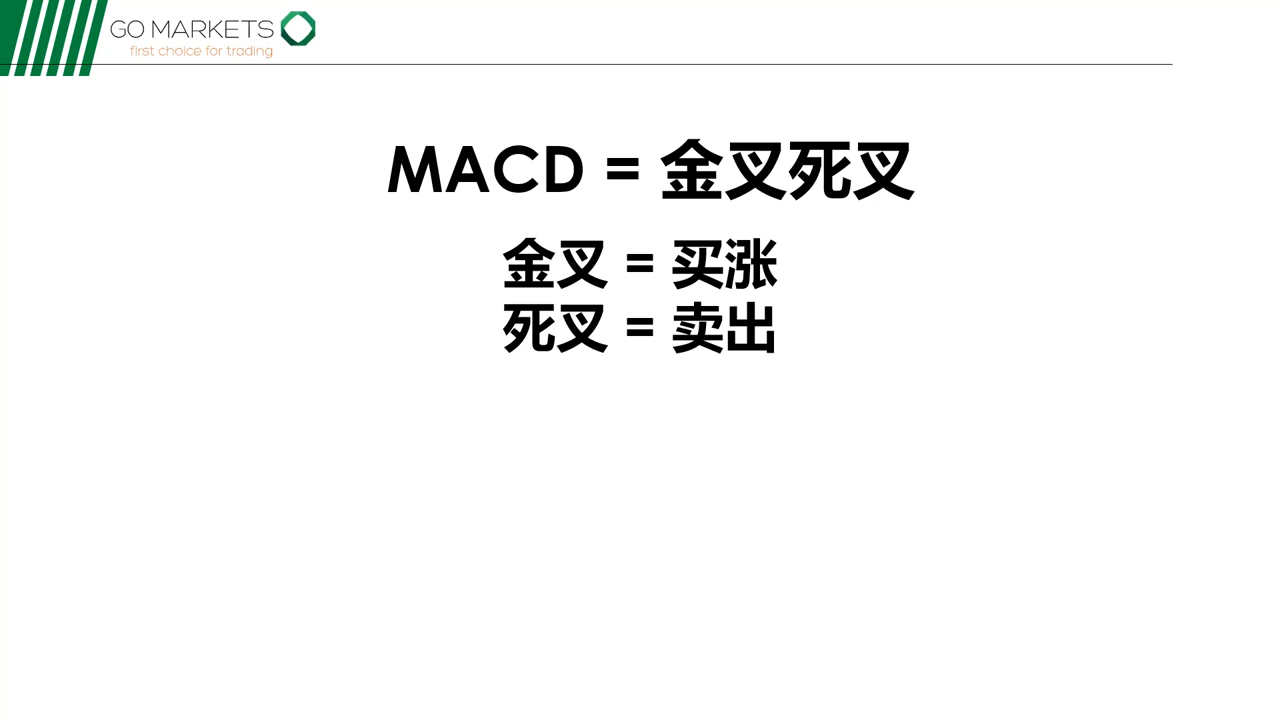 GO MARKETS
first choice for trading
MACD = 金叉死叉
金叉 = 买涨
死叉 = 卖出